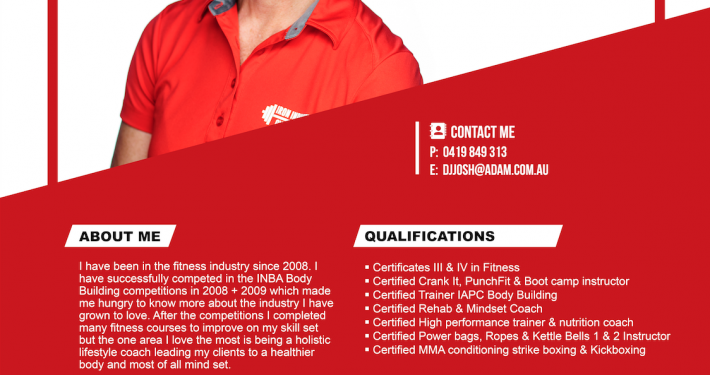 IRON
CONTACT ME
P: 0419 849 313
E: DJJOSH@ADAM.COM.AU
ABOUT ME
I have been in the fitness industry since 2008. I
have successfully competed in the INBA Body
Building competitions in 2008 + 2009 which made
me hungry to know more about the industry I have
grown to love. After the competitions I completed
many fitness courses to improve on my skill set
but the one area I love the most is being a holistic
lifestyle coach leading my clients to a healthier
body and most of all mind set.
QUALIFICATIONS
▪ Certificates III & IV in Fitness
▪ Certified Crank It, PunchFit & Boot camp instructor
▪ Certified Trainer IAPC Body Building
▪ Certified Rehab & Mindset Coach
▪ Certified High performance trainer & nutrition coach
▪ Certified Power bags, Ropes & Kettle Bells 1 & 2 Instructor
▪ Certified MMA conditioning strike boxing & Kickboxing